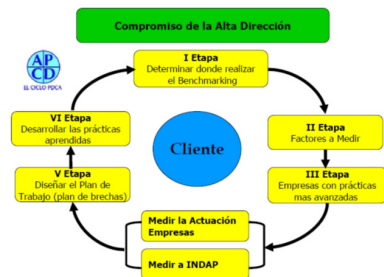 Compromiso de la Alta Dirección
A P
C D
EL CICLO PDCA
I Etapa
Determinar donde realizar
el Benchmarking
II Etapa
Factores a Medir
III Etapa
Empresas con prácticas
mas avanzadas
Medir la Actuación
Empresas
Medir a INDAP
V Etapa
Diseñar el Plan de
Trabajo (plan de brechas)
VI Etapa
Desarrollar las prácticas
aprendidas
Cliente